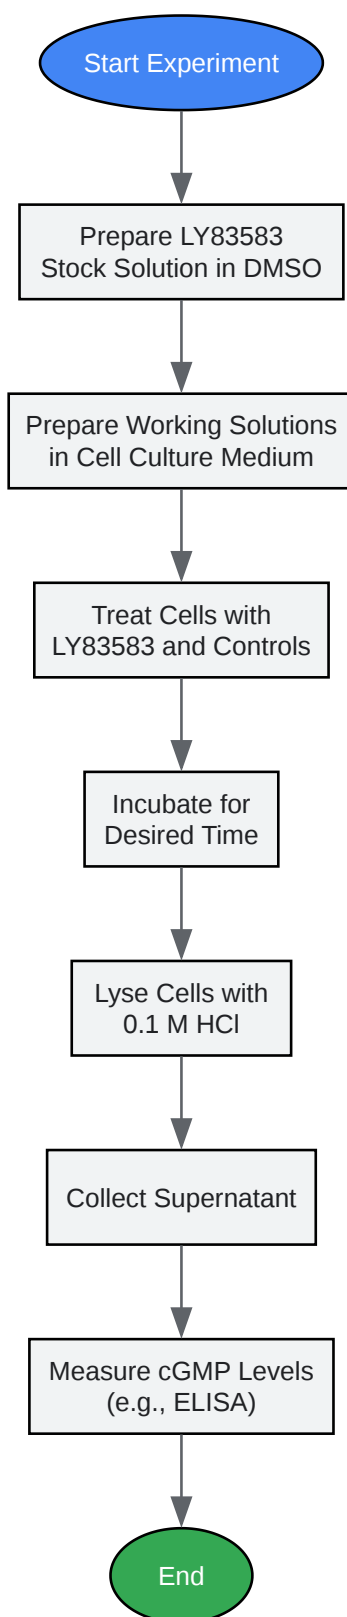 Start Experiment
Prepare LY83583
Stock Solution in DMSO
Prepare Working Solutions
in Cell Culture Medium
Treat Cells with
LY83583 and Controls
Incubate for
Desired Time
Lyse Cells with
0.1 M HCl
Collect Supernatant
Measure cGMP Levels
(e.g., ELISA)
End